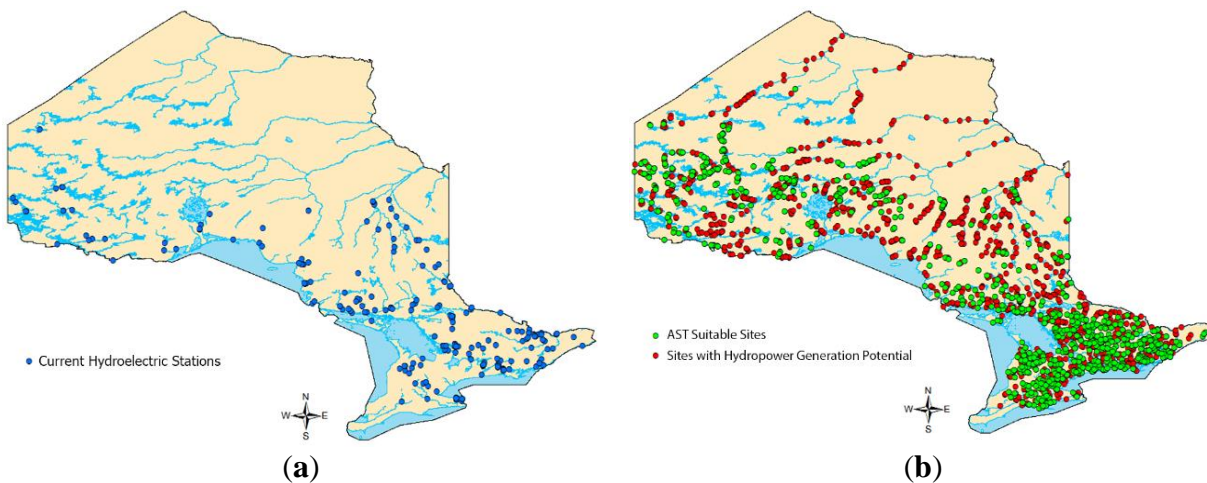 Current Hydroelectric Stations
N
W E
S
(a)
AST Suitable Sites
Sites with Hydropower Generation Potential
N
W E
S
(b)